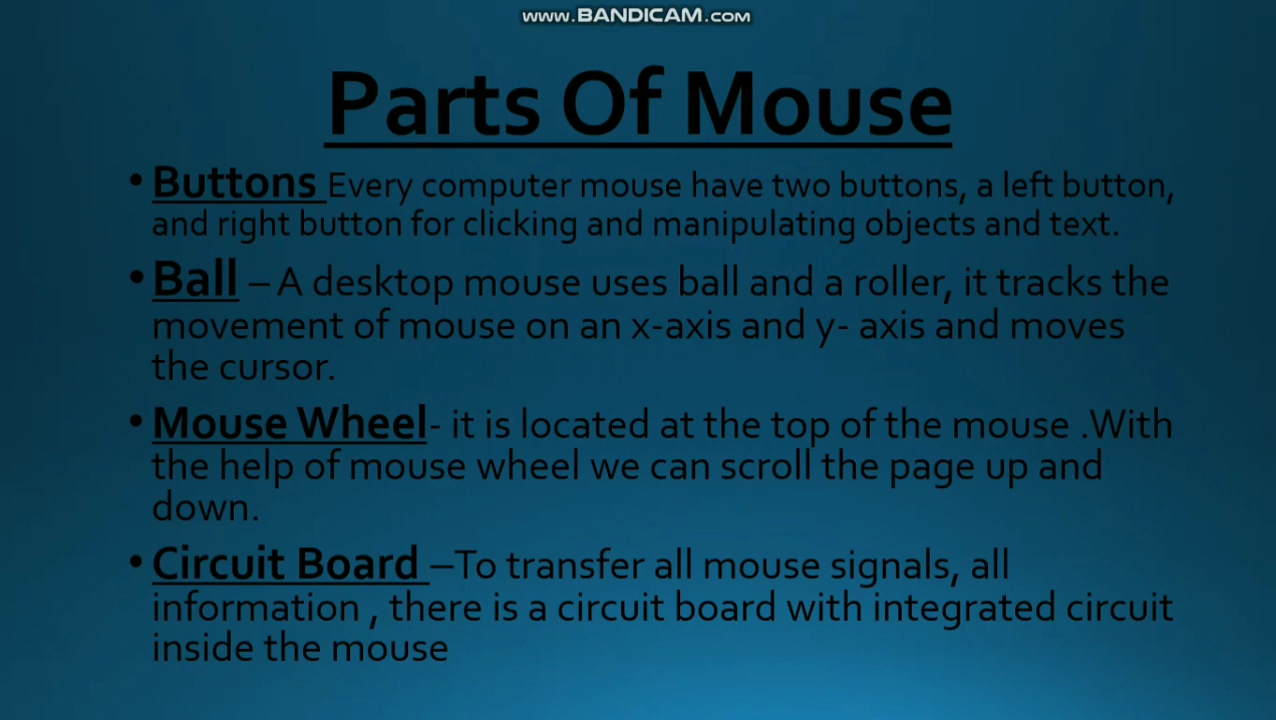 www.BANDICAM.com
Parts Of Mouse
• Buttons Every computer mouse have two buttons, a left button,
and right button for clicking and manipulating objects and text.
• Ball – A desktop mouse uses ball and a roller, it tracks the
movement of mouse on an x-axis and y- axis and moves
the cursor.
• Mouse Wheel- it is located at the top of the mouse .With
the help of mouse wheel we can scroll the page up and
down.
• Circuit Board –To transfer all mouse signals, all
information , there is a circuit board with integrated circuit
inside the mouse